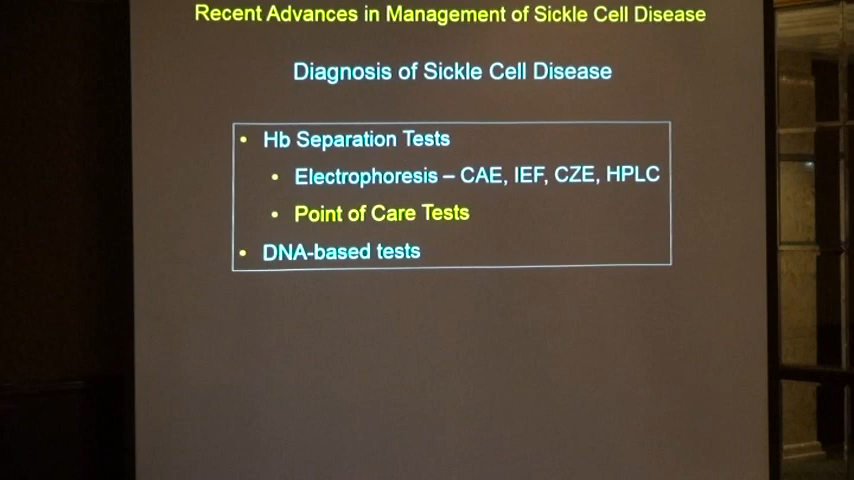 Recent Advances in Management of Sickle Cell Disease
Diagnosis of Sickle Cell Disease
• Hb Separation Tests
• Electrophoresis – CAE, IEF, CZE, HPLC
• Point of Care Tests
• DNA-based tests